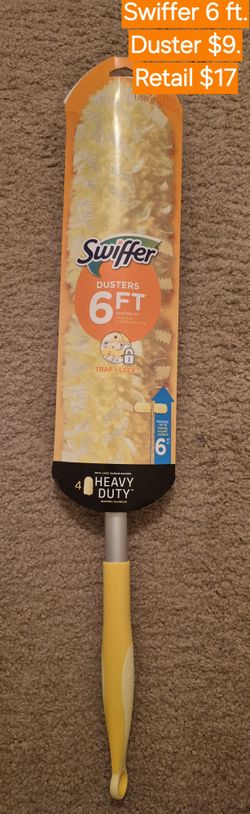 Swiffer 6 ft.
Duster $9.
Retail $17
Swiffer
DUSTERS
6FT
TRAP + LOCK
6
4 HEAVY
DUTY